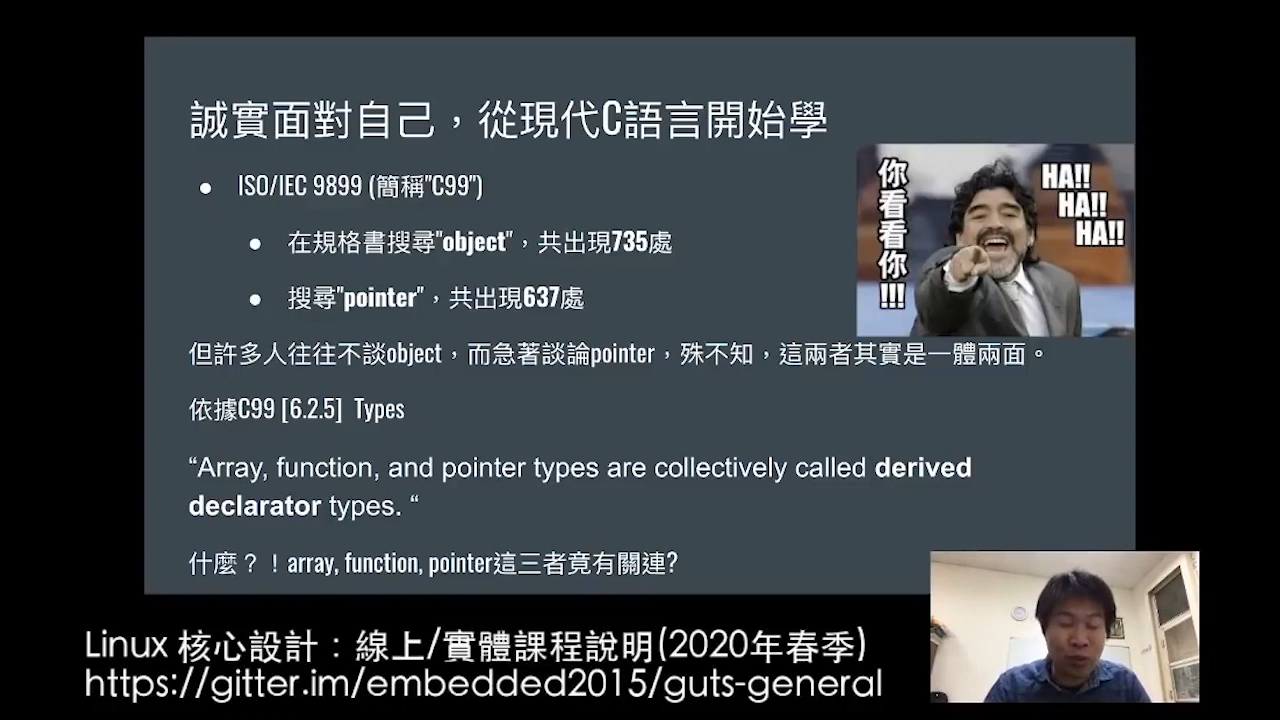 誠實面對自己，從現代C語言開始學
● ISO/IEC 9899 (簡稱"C99")
● 在規格書搜尋"object"，共出現735處
● 搜尋"pointer"，共出現637處
你看看你!!!
HA!!
HA!!
HA!!
但許多人往往不談object，而急著談論pointer，殊不知，這兩者其實是一體兩面。
依據C99 [6.2.5] Types
“Array, function, and pointer types are collectively called derived
declarator types. “
什麼？！array, function, pointer這三者竟有關連?
Linux 核心設計：線上/實體課程說明(2020年春季)
https://gitter.im/embedded2015/guts-general